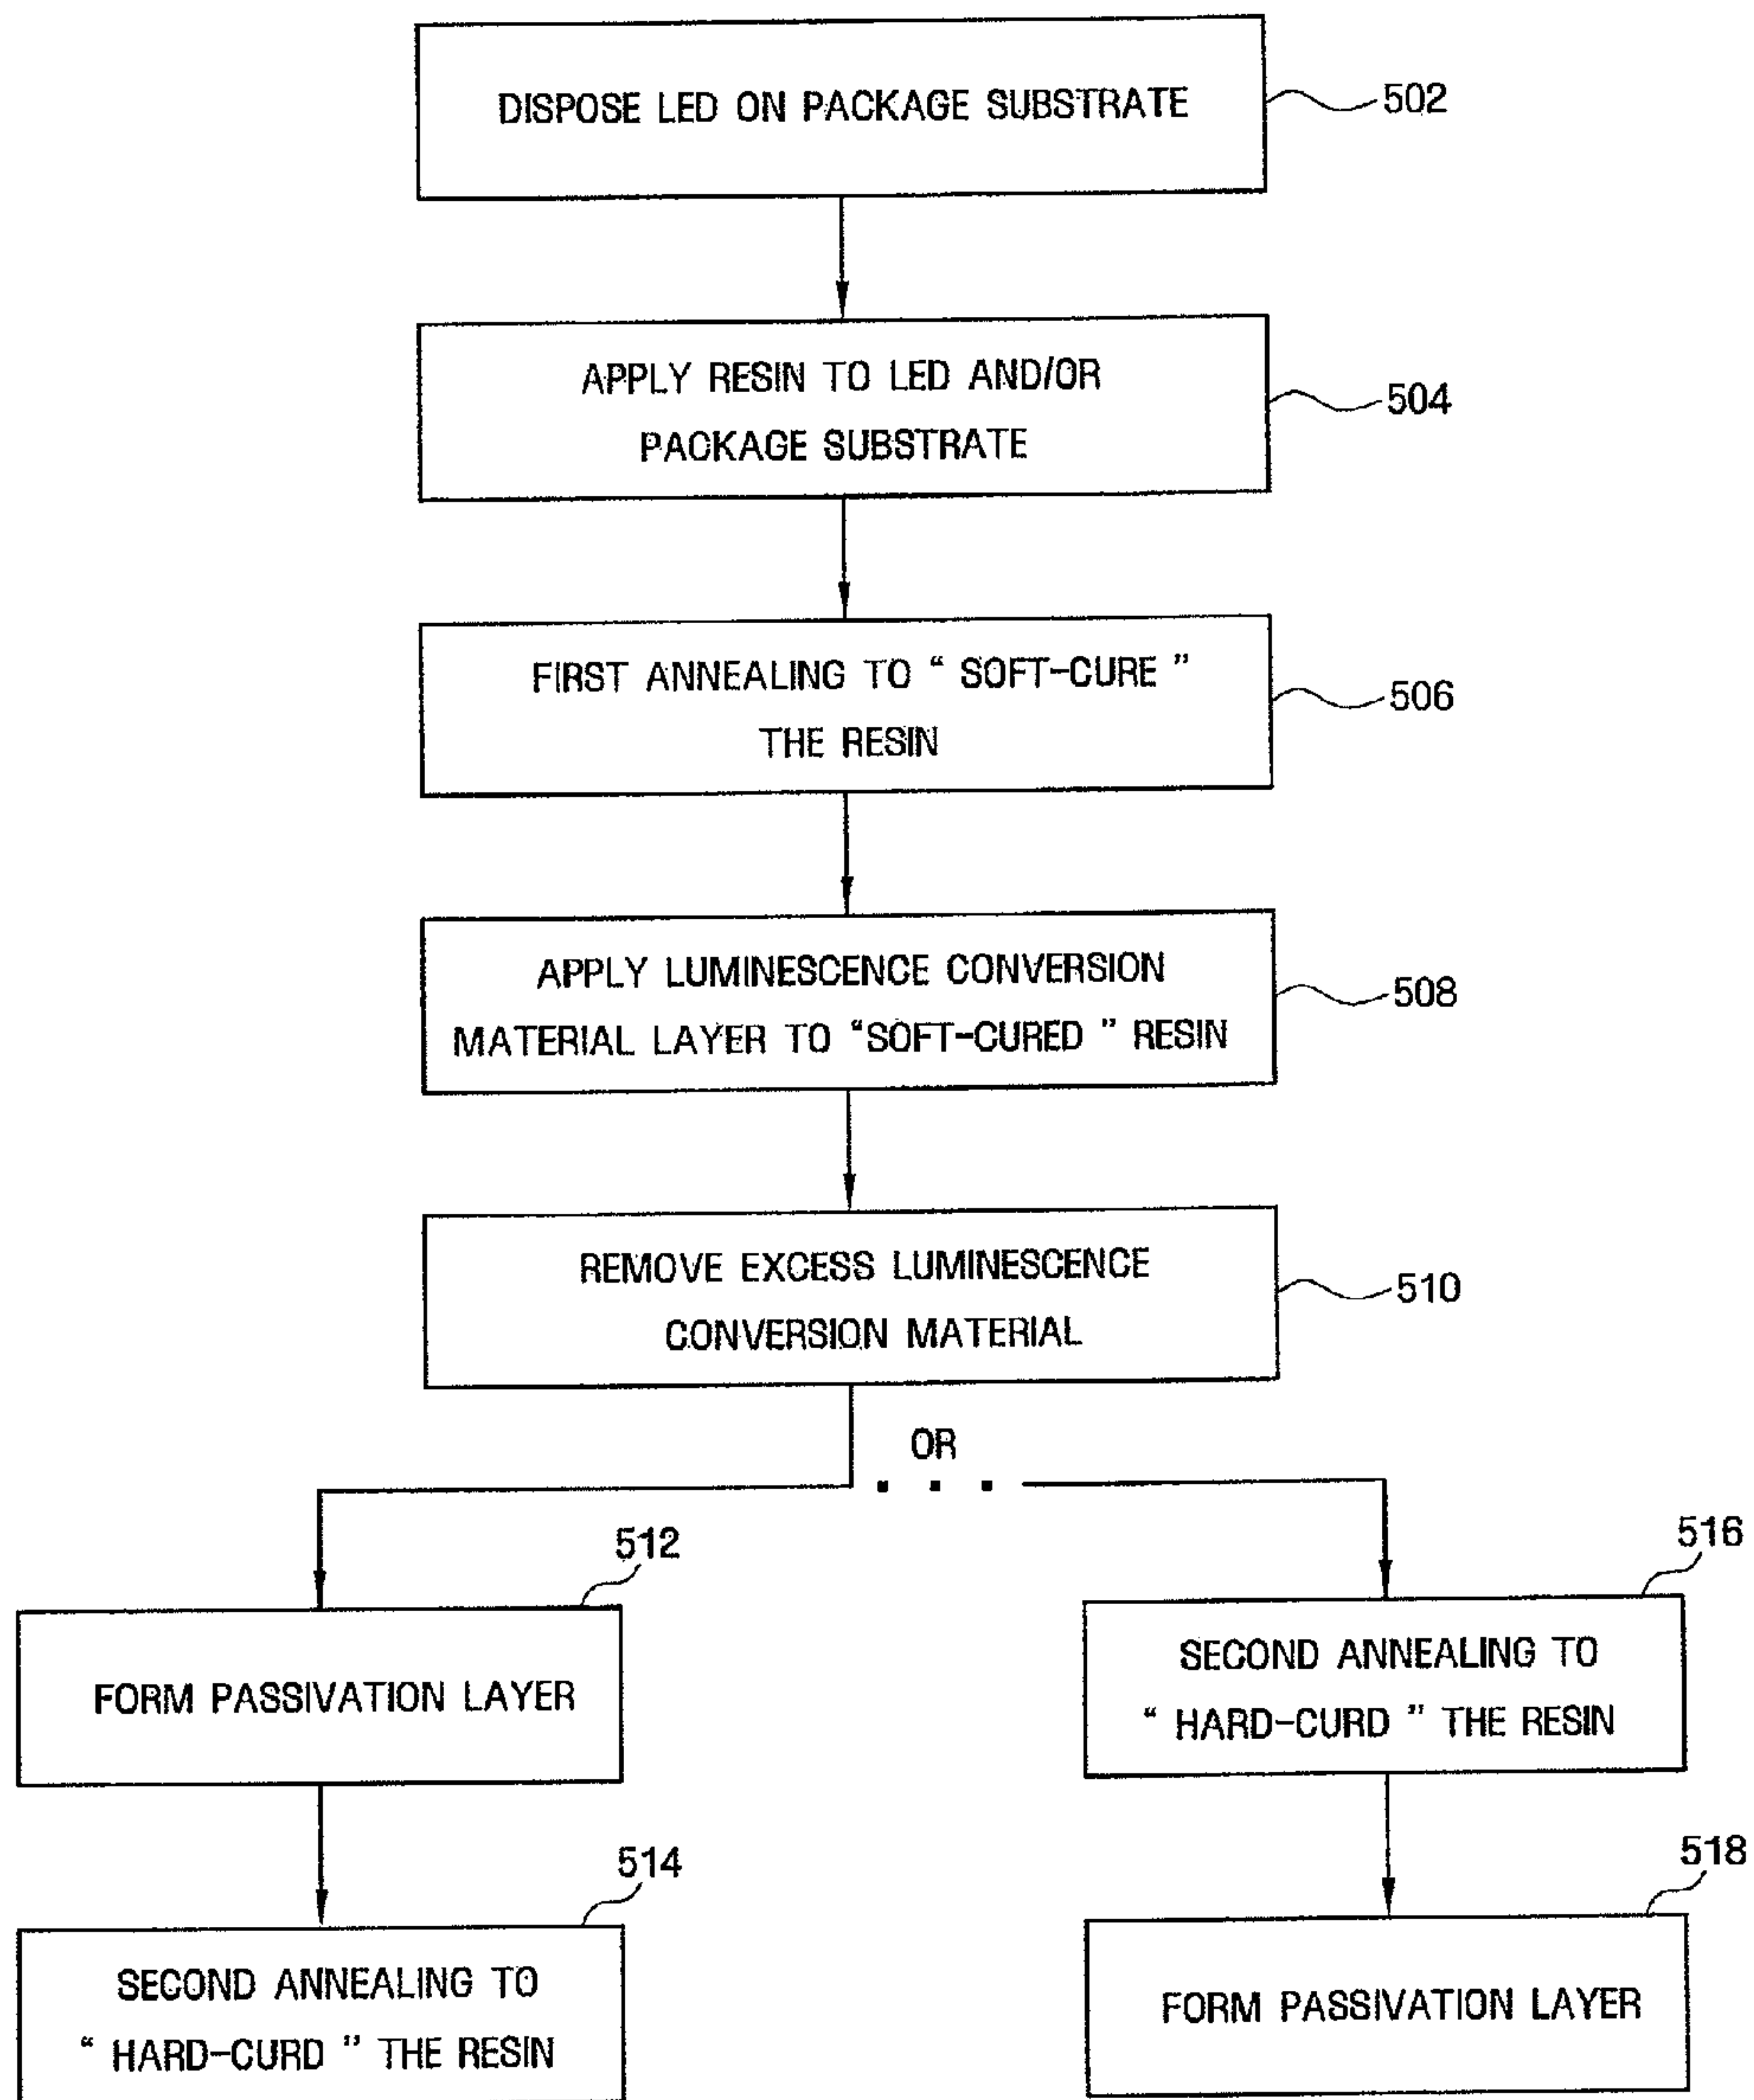 DISPOSE LED ON PACKAGE SUBSTRATE
502
APPLY RESIN TO LED AND/OR
PACKAGE SUBSTRATE
504
FIRST ANNEALING TO “ SOFT-CURE ”
THE RESIN
506
APPLY LUMINESCENCE CONVERSION
MATERIAL LAYER TO “SOFT-CURED ” RESIN
508
REMOVE EXCESS LUMINESCENCE
CONVERSION MATERIAL
510
OR
. . .
512
FORM PASSIVATION LAYER
514
SECOND ANNEALING TO
“ HARD-CURD ” THE RESIN
516
SECOND ANNEALING TO
“ HARD-CURD ” THE RESIN
518
FORM PASSIVATION LAYER